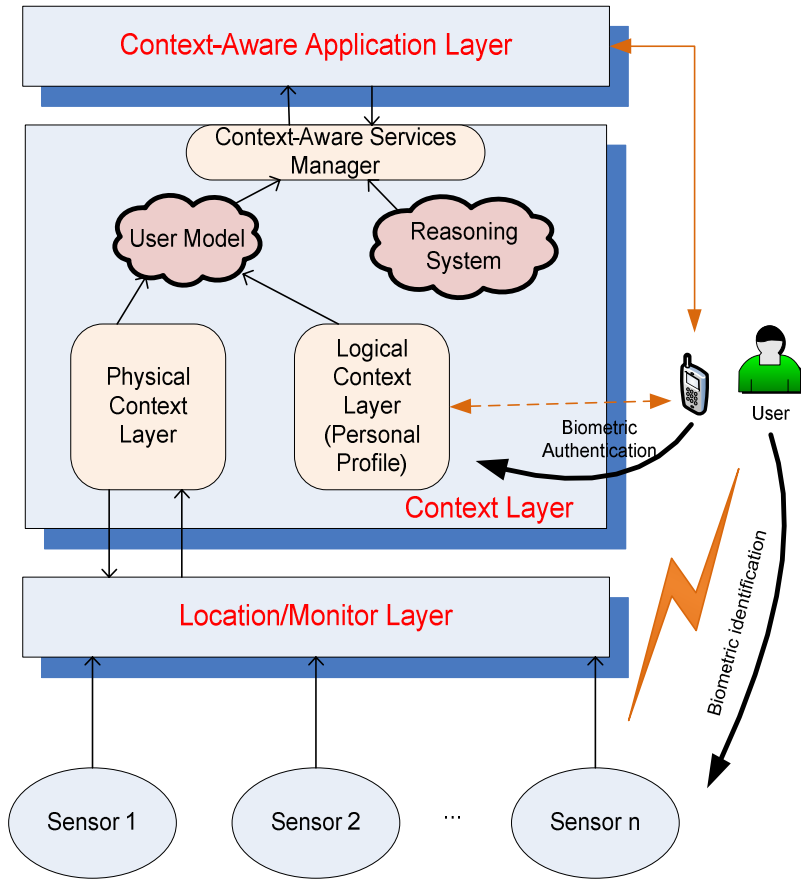 Context-Aware Application Layer
Context-Aware Services
Manager
User Model
Reasoning
System
Physical
Context
Layer
Logical
Context
Layer
(Personal
Profile)
Biometric
Authentication
User
Context Layer
Biometric identification
Location/Monitor Layer
Sensor 1
Sensor 2
...
Sensor n